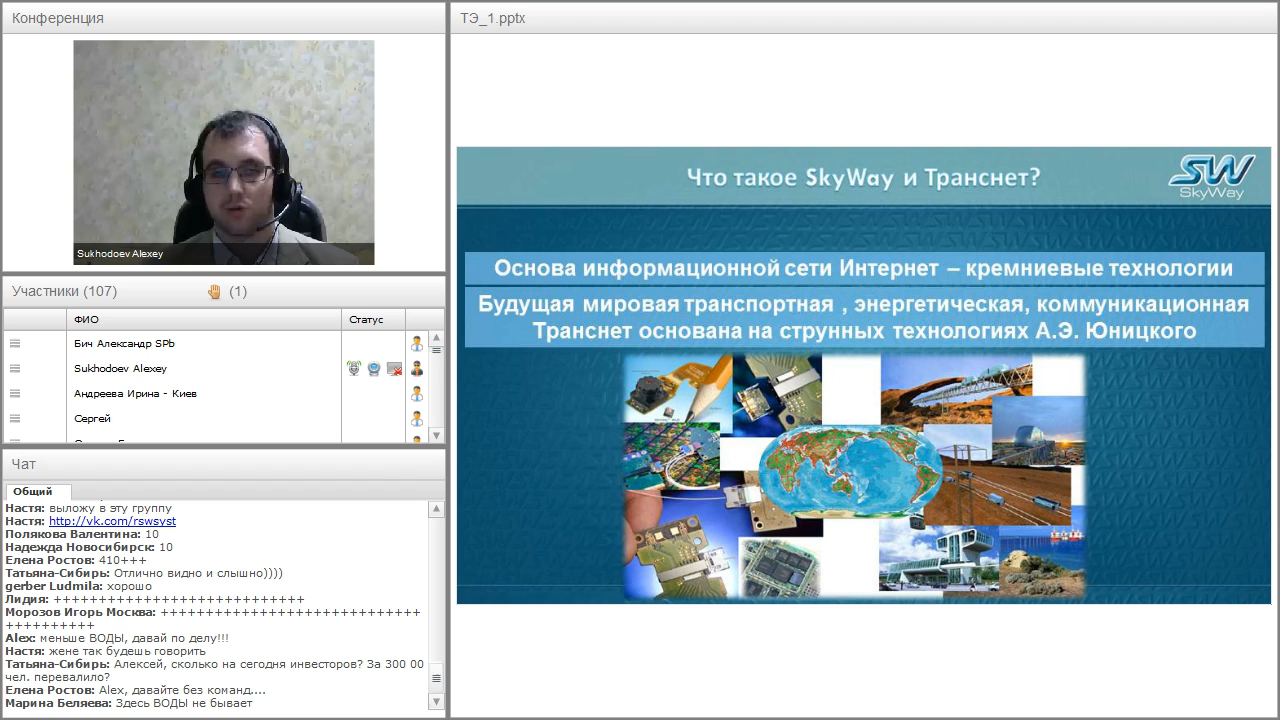 Конференция
Sukhodoev Alexey
Участники (107)
(1)
ФИО
Статус
Бич Александр SPb
Sukhodoev Alexey
Андреева Ирина - Киев
Сергей
Чат
Общий
Настя: выложу в эту группу
Настя: http://vk.com/rswsyst
Полякова Валентина: 10
Надежда Новосибирск: 10
Елена Ростов: 410+++
Татьяна-Сибирь: Отлично видно и слышно))))
gerber Ludmila: хорошо
Лидия: ++++++++++++++++++++++++++++
Морозов Игорь Москва: +++++++++++++++++++++++++++++
++++++++++
Alex: меньше ВОДЫ, давай по делу!!!
Настя: жене так будешь говорить
Татьяна-Сибирь: Алексей, сколько на сегодня инвесторов? За 300 00
чел. перевалило?
Елена Ростов: Alex, давайте без команд....
Марина Беляева: Здесь ВОДЫ не бывает
ТЭ_1.pptx
Что такое SkyWay и Транснет?
SW
SkyWay
Основа информационной сети Интернет – кремниевые технологии
Будущая мировая транспортная , энергетическая, коммуникационная
Транснет основана на струнных технологиях А.Э. Юницкого